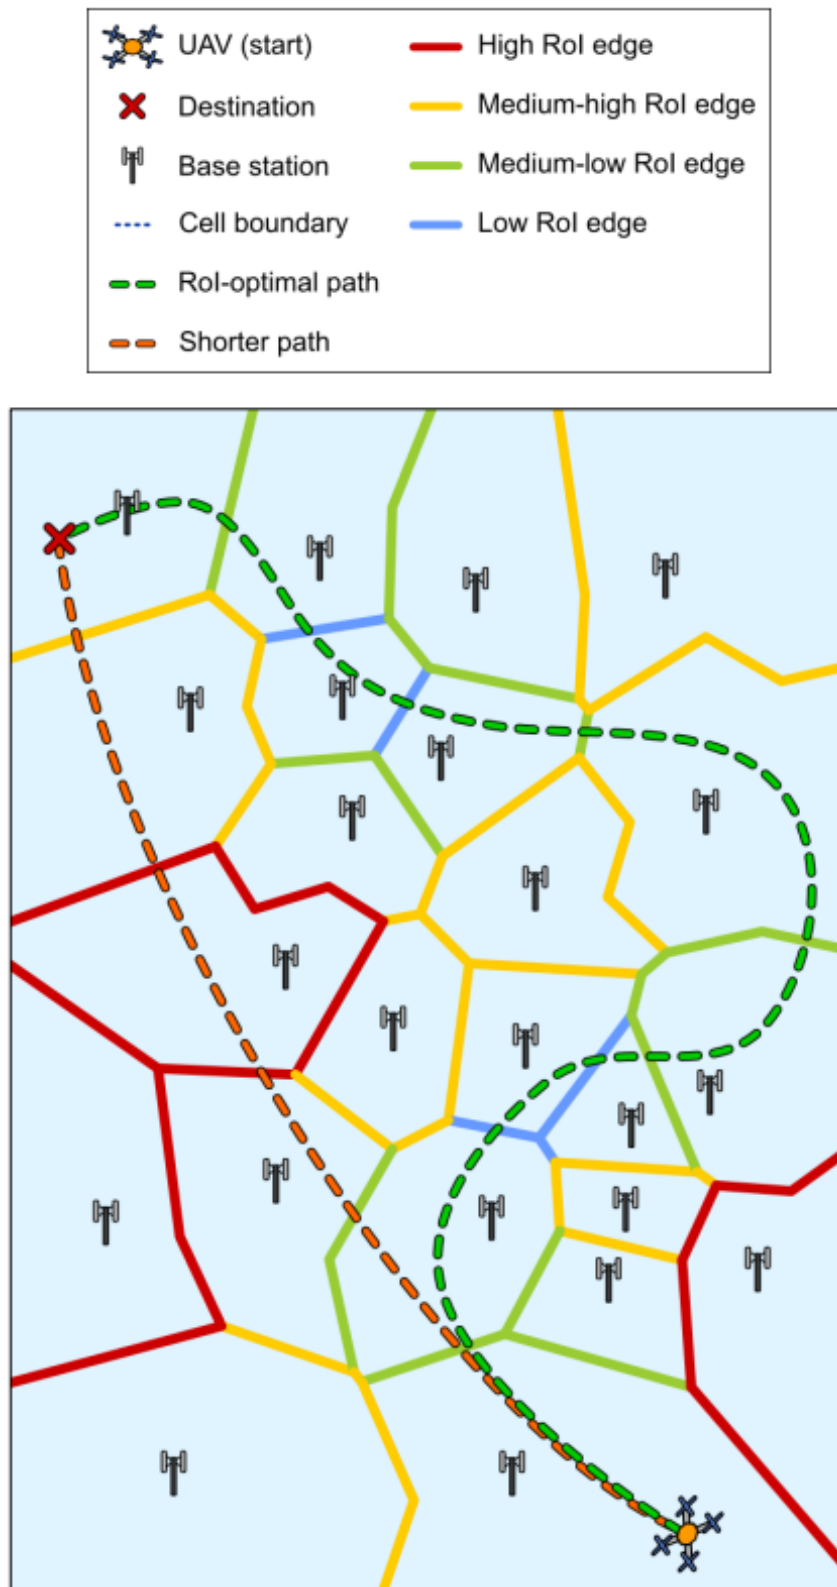 UAV (start)
High RoI edge
Destination
Medium-high RoI edge
Base station
Medium-low RoI edge
Cell boundary
Low RoI edge
RoI-optimal path
Shorter path